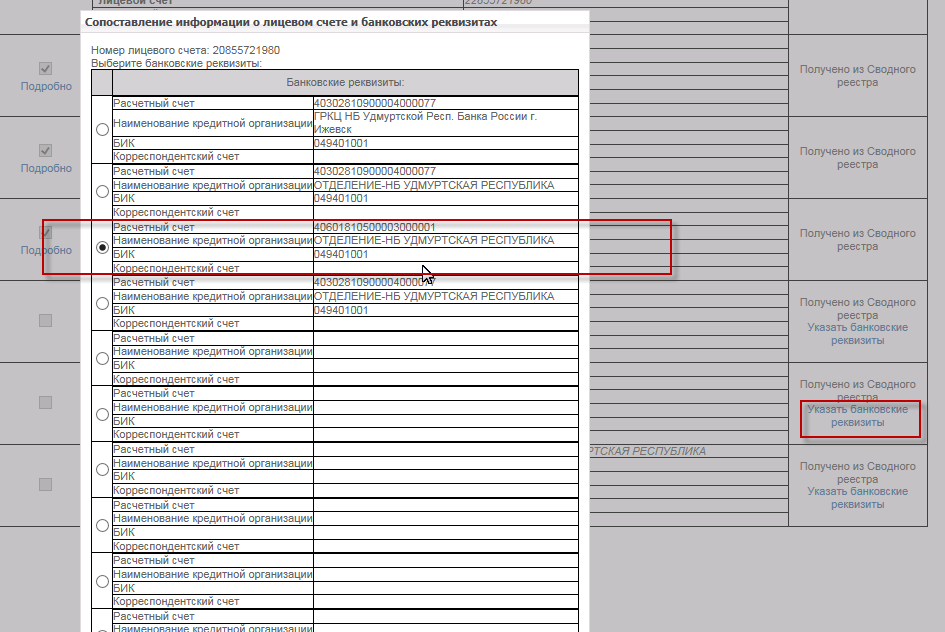 Лицевой счет
22855721980
Сопоставление информации о лицевом счете и банковских реквизитах
Номер лицевого счета: 20855721980
Выберите банковские реквизиты:
Банковские реквизиты:
Расчетный счет 40302810900004000077
Наименование кредитной организации ГРКЦ НБ Удмуртской Респ. Банка России г.
Ижевск
БИК 049401001
Корреспондентский счет
Расчетный счет 40302810900004000077
Наименование кредитной организации ОТДЕЛЕНИЕ-НБ УДМУРТСКАЯ РЕСПУБЛИКА
БИК 049401001
Корреспондентский счет
Расчетный счет 40601810500003000001
Наименование кредитной организации ОТДЕЛЕНИЕ-НБ УДМУРТСКАЯ РЕСПУБЛИКА
БИК 049401001
Корреспондентский счет
Расчетный счет 40302810900004000077
Наименование кредитной организации ОТДЕЛЕНИЕ-НБ УДМУРТСКАЯ РЕСПУБЛИКА
БИК 049401001
Корреспондентский счет
Расчетный счет
Наименование кредитной организации
БИК
Корреспондентский счет
Расчетный счет
Наименование кредитной организации
БИК
Корреспондентский счет
Расчетный счет
Наименование кредитной организации
БИК
Корреспондентский счет
Расчетный счет
Наименование кредитной организации
БИК
Корреспондентский счет
Расчетный счет
Наименование кредитной организации
БИК
Корреспондентский счет
Расчетный счет
Наименование кредитной организации
Подробно
Подробно
Подробно
РТСКАЯ РЕСПУБЛИКА
Получено из Сводного
реестра
Получено из Сводного
реестра
Получено из Сводного
реестра
Получено из Сводного
реестра
Указать банковские
реквизиты
Получено из Сводного
реестра
Указать банковские
реквизиты
Получено из Сводного
реестра
Указать банковские
реквизиты